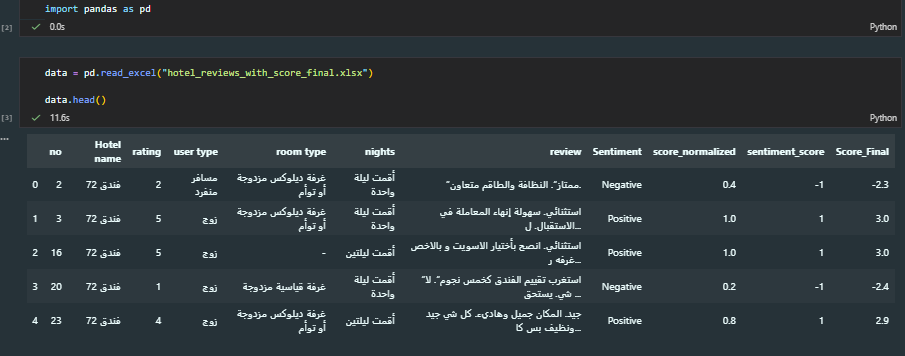 import pandas as pd
[2] ✓ 0.0s Python
data = pd.read_excel("hotel_reviews_with_score_final.xlsx")
data.head()
[3] ✓ 11.6s Python
...
no Hotel name rating user type room type nights review Sentiment score_normalized sentiment_score Score_Final
0 2 فندق 72 2 مسافر منفرد غرفة ديلوكس مزدوجة أو توأم أقمت ليلة واحدة “ممتاز”. النظافة والطاقم متعاون. Negative 0.4 -1 -2.3
1 3 فندق 72 5 زوج غرفة ديلوكس مزدوجة أو توأم أقمت ليلة واحدة استثنائي. سهولة إنهاء المعاملة في الاستقبال. ل... Positive 1.0 1 3.0
2 16 فندق 72 5 زوج - أقمت ليلتين استثنائي. انصح بأختيار الاسويت و بالاخص غرفه ر... Positive 1.0 1 3.0
3 20 فندق 72 1 زوج غرفة قياسية مزدوجة أقمت ليلة واحدة “استغرب تقييم الفندق كخمس نجوم”. لا شي. يستحق ... Negative 0.2 -1 -2.4
4 23 فندق 72 4 زوج غرفة ديلوكس مزدوجة أو توأم أقمت ليلتين جيد. المكان جميل وهاديء. كل شي جيد ونظيف بس كا... Positive 0.8 1 2.9